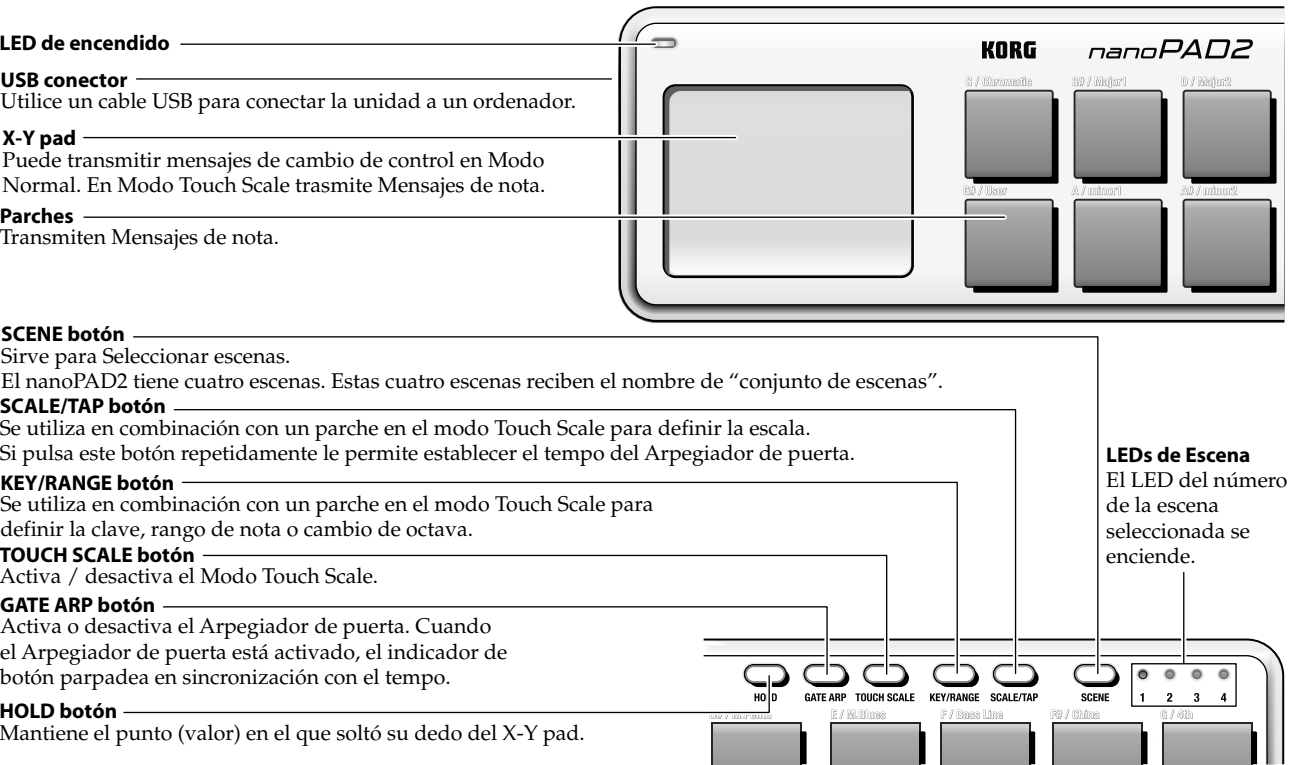 LED de encendido
USB conector
Utilice un cable USB para conectar la unidad a un ordenador.
X-Y pad
Puede transmitir mensajes de cambio de control en Modo
Normal. En Modo Touch Scale trasmite Mensajes de nota.
Parches
Transmiten Mensajes de nota.
KORG nanoPAD2
C / Chromatic C# / Major1 D / Major2
G# / User A / minor1 A# / minor2
SCENE botón
Sirve para Seleccionar escenas.
El nanoPAD2 tiene cuatro escenas. Estas cuatro escenas reciben el nombre de “conjunto de escenas”.
SCALE/TAP botón
Se utiliza en combinación con un parche en el modo Touch Scale para definir la escala.
Si pulsa este botón repetidamente le permite establecer el tempo del Arpegiador de puerta.
KEY/RANGE botón
Se utiliza en combinación con un parche en el modo Touch Scale para
definir la clave, rango de nota o cambio de octava.
TOUCH SCALE botón
Activa / desactiva el Modo Touch Scale.
GATE ARP botón
Activa o desactiva el Arpegiador de puerta. Cuando
el Arpegiador de puerta está activado, el indicador de
botón parpadea en sincronización con el tempo.
HOLD botón
Mantiene el punto (valor) en el que soltó su dedo del X-Y pad.
LEDs de Escena
El LED del número
de la escena
seleccionada se
enciende.
HOLD GATE ARP TOUCH SCALE KEY/RANGE SCALE/TAP SCENE 1 2 3 4
E / M.Blues F / Bass Line F# / China G / 4th